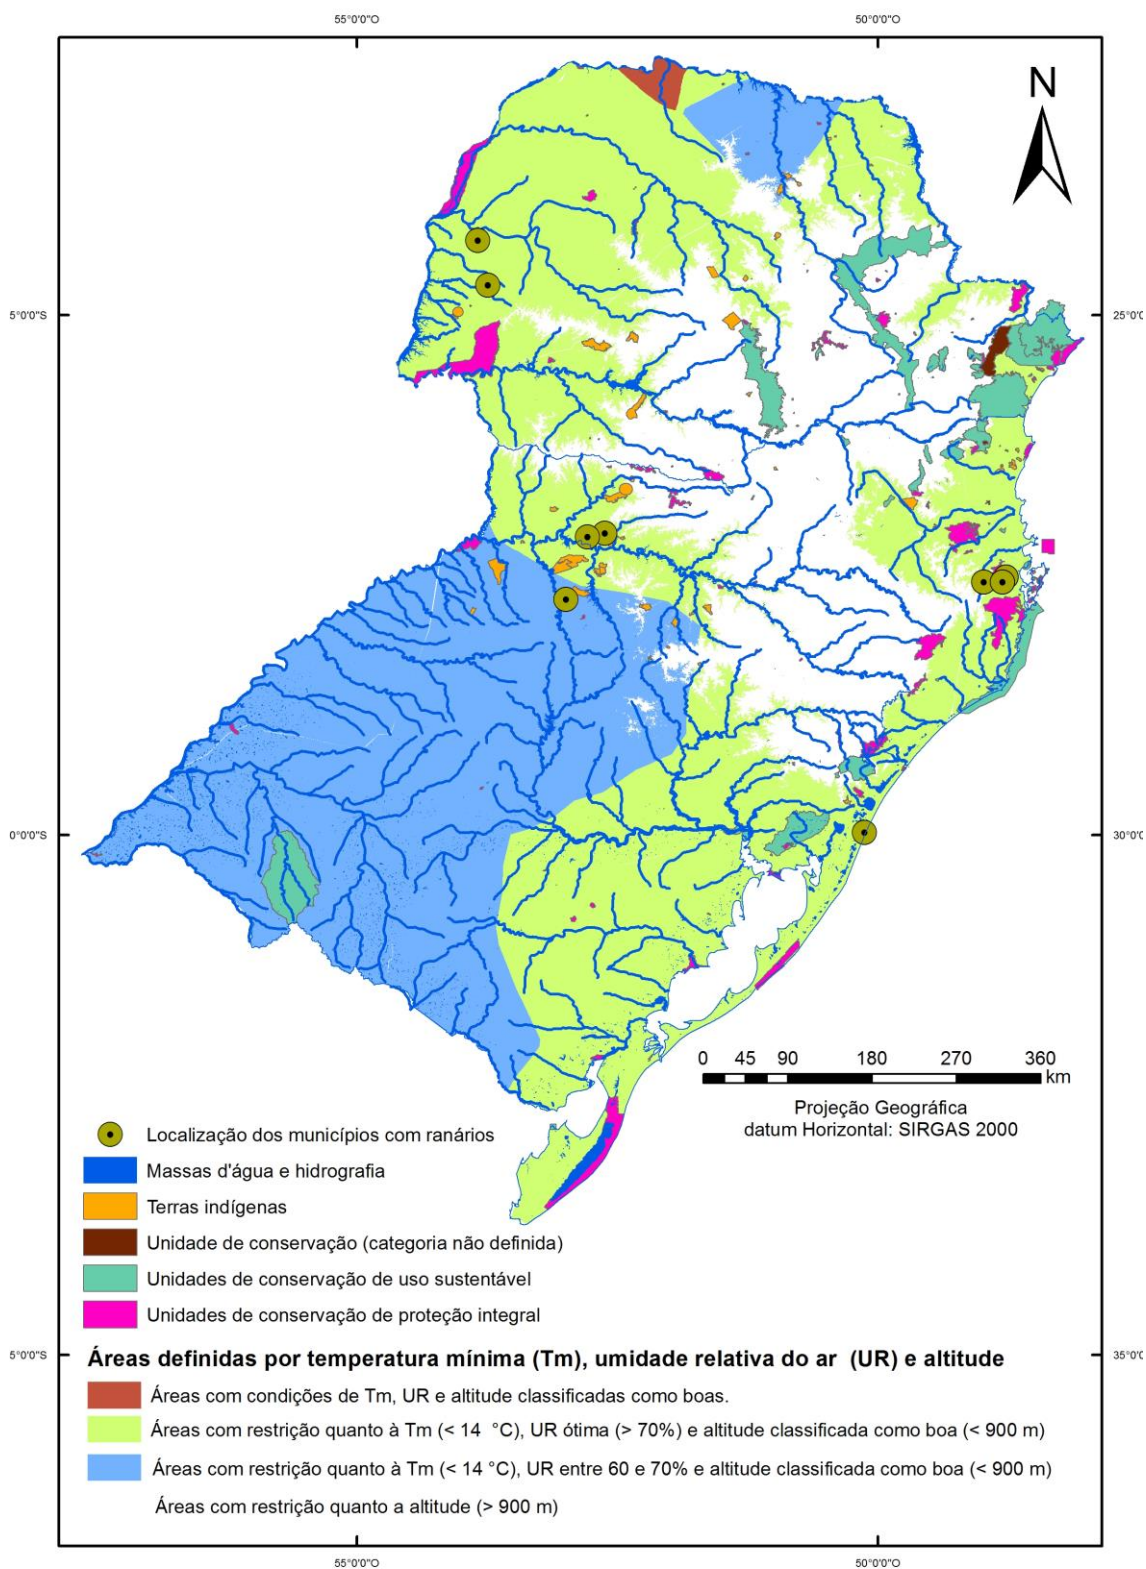 55°0'0"O
50°0'0"O
N
5°0'0"S
25°0'0"S
0°0'0"S
30°0'0"S
0 45 90 180 270 360
km
Projeção Geográfica
datum Horizontal: SIRGAS 2000
Localização dos municípios com ranários
Massas d'água e hidrografia
Terras indígenas
Unidade de conservação (categoria não definida)
Unidades de conservação de uso sustentável
Unidades de conservação de proteção integral
5°0'0"S
35°0'0"S
Áreas definidas por temperatura mínima (Tm), umidade relativa do ar (UR) e altitude
Áreas com condições de Tm, UR e altitude classificadas como boas.
Áreas com restrição quanto à Tm (< 14 °C), UR ótima (> 70%) e altitude classificada como boa (< 900 m)
Áreas com restrição quanto à Tm (< 14 °C), UR entre 60 e 70% e altitude classificada como boa (< 900 m)
Áreas com restrição quanto a altitude (> 900 m)
55°0'0"O
50°0'0"O